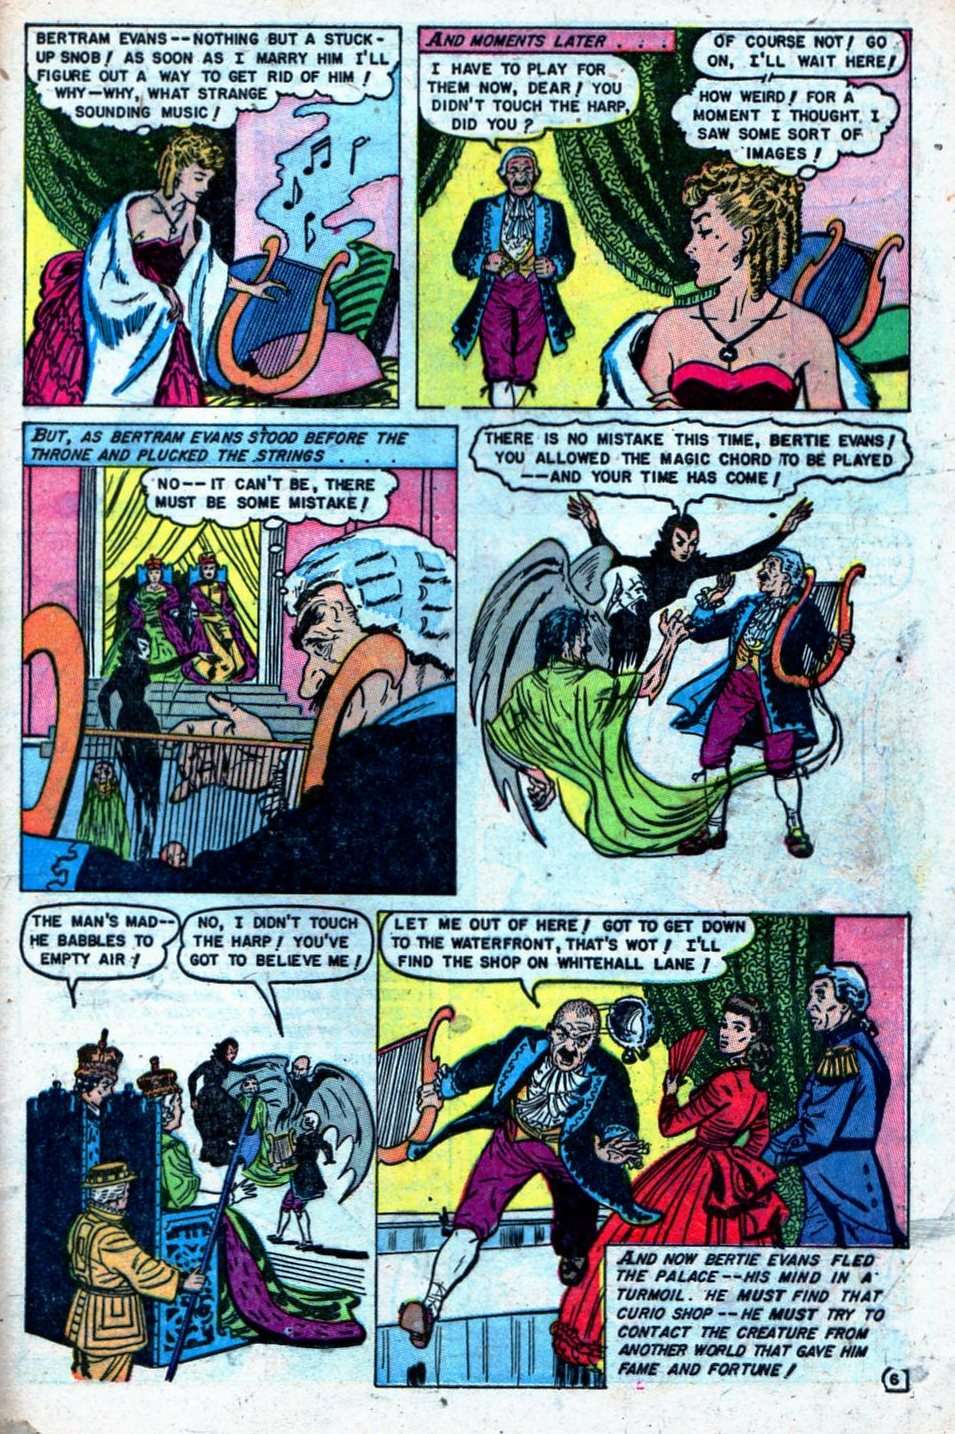 BERTRAM EVANS--NOTHING BUT A STUCK-
UP SNOB! AS SOON AS I MARRY HIM I'LL
FIGURE OUT A WAY TO GET RID OF HIM!
WHY--WHY, WHAT STRANGE
SOUNDING MUSIC!
AND MOMENTS LATER . . . .
I HAVE TO PLAY FOR
THEM NOW, DEAR! YOU
DIDN'T TOUCH THE HARP,
DID YOU?
OF COURSE NOT! GO
ON, I'LL WAIT HERE!
HOW WEIRD! FOR A
MOMENT I THOUGHT I
SAW SOME SORT OF
IMAGES!
BUT, AS BERTRAM EVANS STOOD BEFORE THE
THRONE AND PLUCKED THE STRINGS . . . .
NO--IT CAN'T BE, THERE
MUST BE SOME MISTAKE!
THERE IS NO MISTAKE THIS TIME, BERTIE EVANS!
YOU ALLOWED THE MAGIC CHORD TO BE PLAYED
--AND YOUR TIME HAS COME!
THE MAN'S MAD--
HE BABBLES TO
EMPTY AIR!
NO, I DIDN'T TOUCH
THE HARP! YOU'VE
GOT TO BELIEVE ME!
LET ME OUT OF HERE! GOT TO GET DOWN
TO THE WATERFRONT, THAT'S WOT! I'LL
FIND THE SHOP ON WHITEHALL LANE!
AND NOW BERTIE EVANS FLED
THE PALACE--HIS MIND IN A
TURMOIL. HE MUST FIND THAT
CURIO SHOP--HE MUST TRY TO
CONTACT THE CREATURE FROM
ANOTHER WORLD THAT GAVE HIM
FAME AND FORTUNE!
6